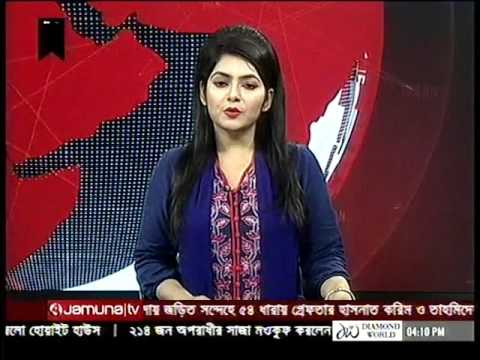 Jamuna tv গায় জড়িত সন্দেহে ৫৪ ধারায় গ্রেফতার হাসনাত করিম ও তাহমিদে
হোয়াইট হাউস ■ ২১৪ জন অপরাধীর সাজা মওকুফ করলেন DIAMOND WORLD 04:10 PM